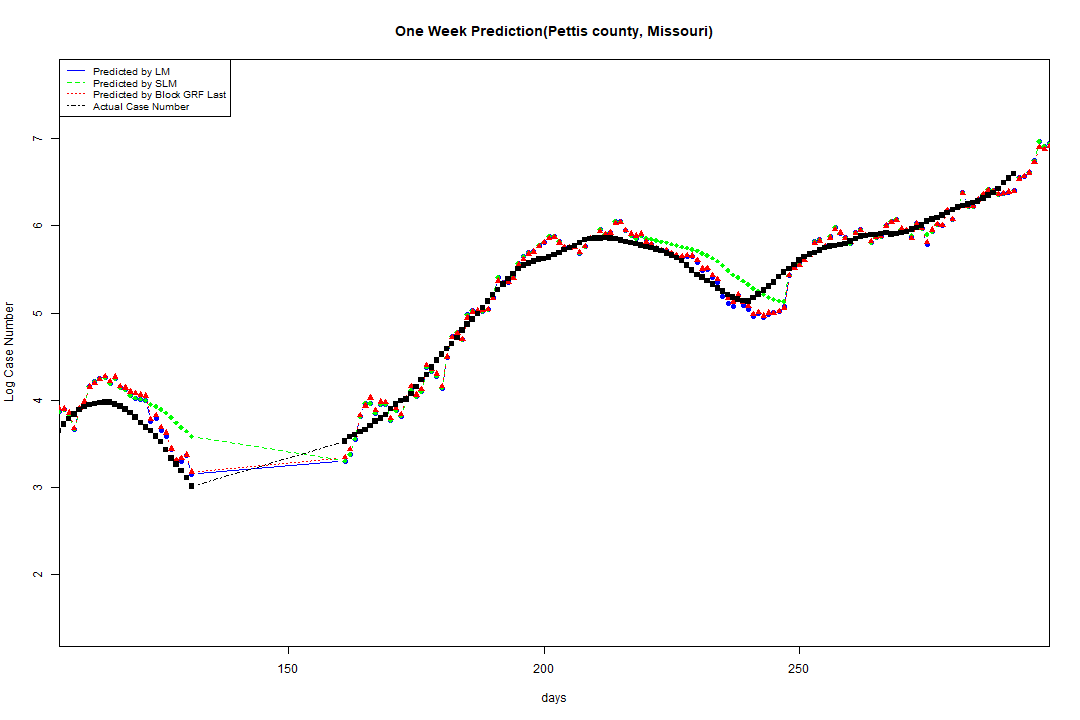 One Week Prediction(Pettis county, Missouri)
Predicted by LM
Predicted by SLM
Predicted by Block GRF Last
Actual Case Number
Log Case Number
7
6
5
4
3
2
150 200 250
days